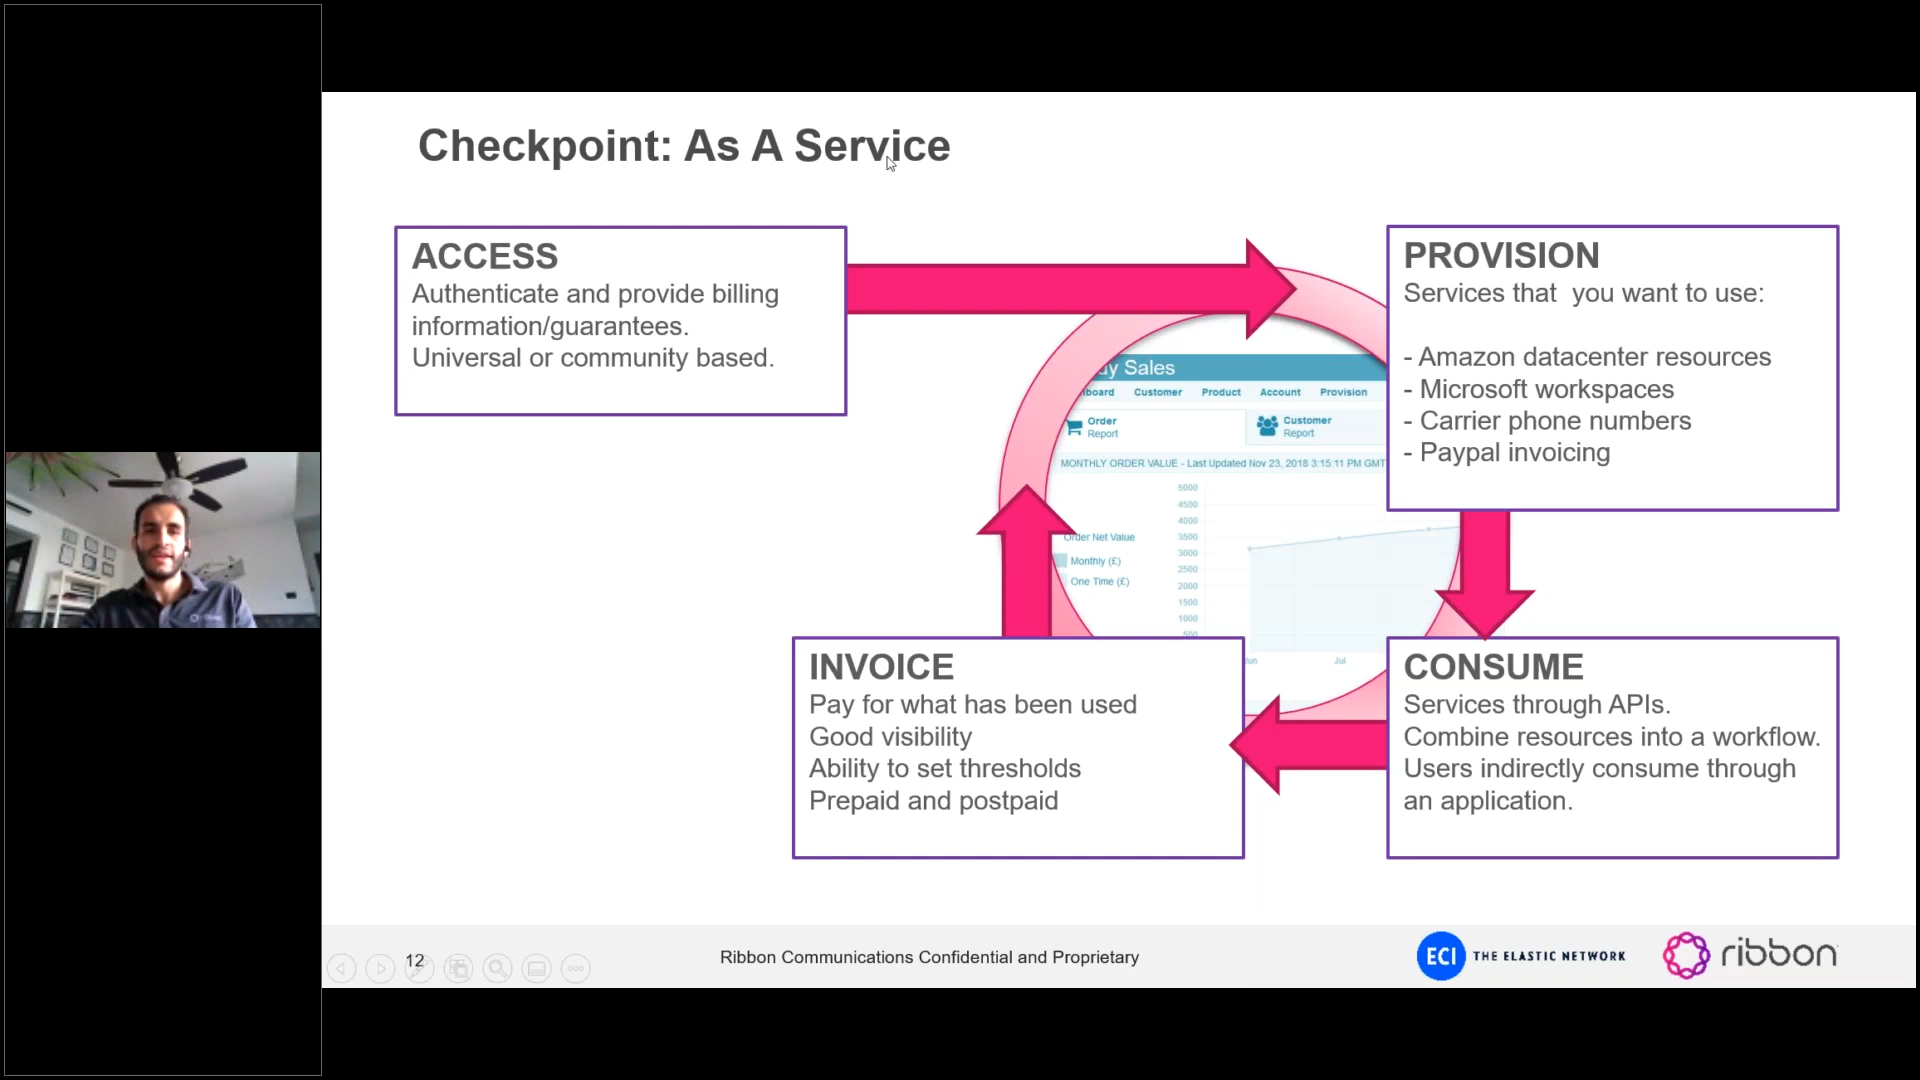 Checkpoint: As A Service
ACCESS
Authenticate and provide billing
information/guarantees.
Universal or community based.
PROVISION
Services that you want to use:
- Amazon datacenter resources
- Microsoft workspaces
- Carrier phone numbers
- Paypal invoicing
Sales
Customer Product Account Provision
Order
Report
Customer
Report
MONTHLY ORDER VALUE - Last Updated Nov 23, 2018 3:15:11 PM GMT
5000
4500
4000
3500
3000
2500
2000
1500
1000
500
Order Net Value
Monthly (£)
One Time (£)
Jul
INVOICE
Pay for what has been used
Good visibility
Ability to set thresholds
Prepaid and postpaid
CONSUME
Services through APIs.
Combine resources into a workflow.
Users indirectly consume through
an application.
12
Ribbon Communications Confidential and Proprietary
ECI THE ELASTIC NETWORK
ribbon